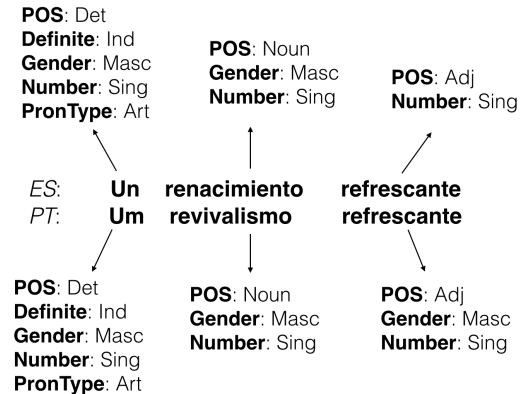 POS: Det
Definite: Ind
Gender: Masc
Number: Sing
PronType: Art
POS: Noun
Gender: Masc
Number: Sing
POS: Adj
Number: Sing
ES: Un renacimiento refrescante
PT: Um revivalismo refrescante
POS: Det
Definite: Ind
Gender: Masc
Number: Sing
PronType: Art
POS: Noun
Gender: Masc
Number: Sing
POS: Adj
Gender: Masc
Number: Sing